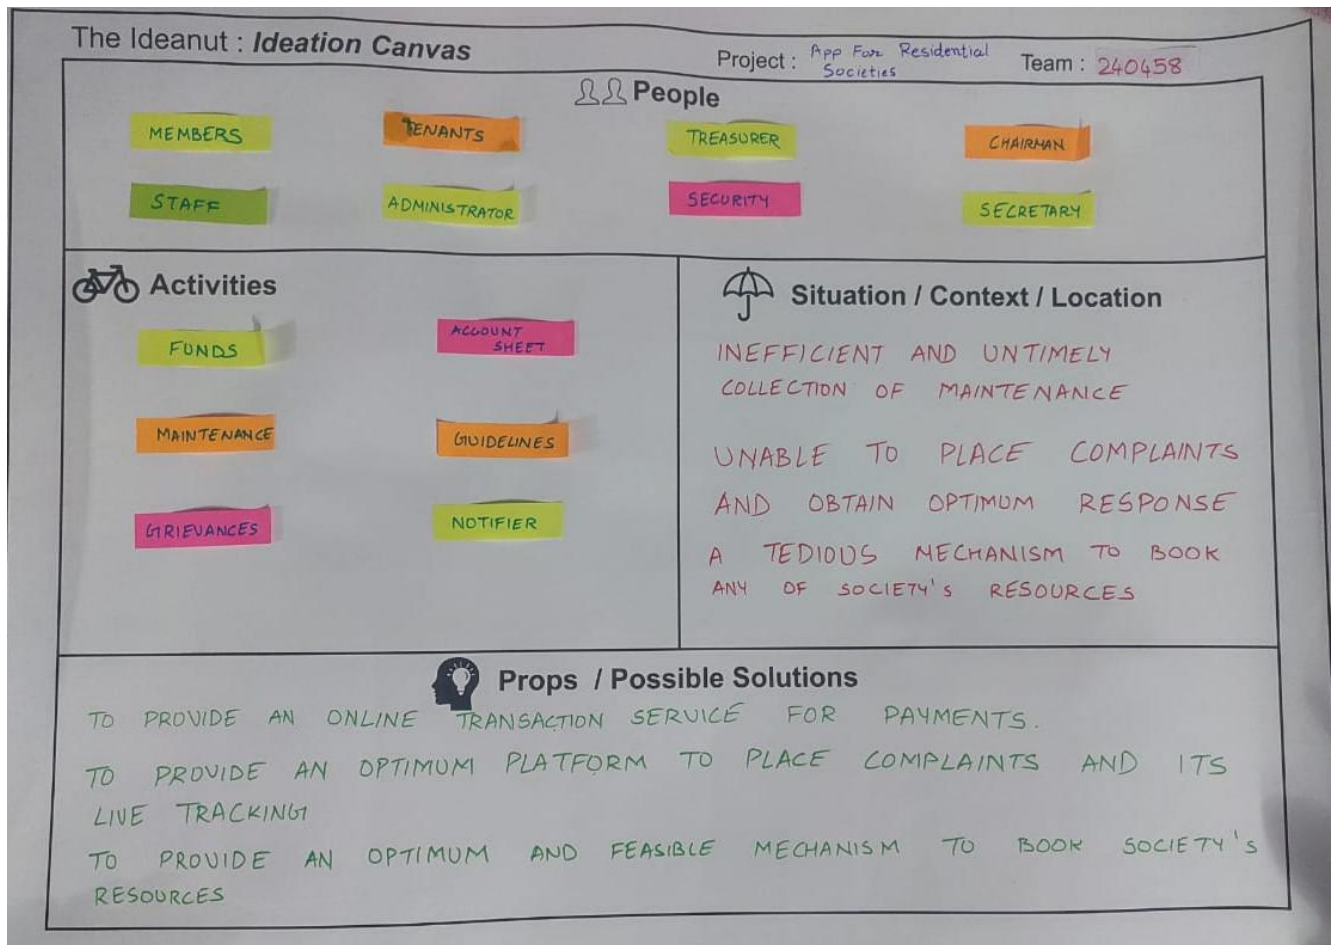 The Ideanut : Ideation Canvas
Project : App For Residential
Societies
Team : 240458
People
MEMBERS
TENANTS
TREASURER
CHAIRMAN
STAFF
ADMINISTRATOR
SECURITY
SECRETARY
Activities
FUNDS
ACCOUNT
SHEET
MAINTENANCE
GUIDELINES
GRIEVANCES
NOTIFIER
Situation / Context / Location
INEFFICIENT AND UNTIMELY
COLLECTION OF MAINTENANCE
UNABLE TO PLACE COMPLAINTS
AND OBTAIN OPTIMUM RESPONSE
A TEDIOUS MECHANISM TO BOOK
ANY OF SOCIETY'S RESOURCES
Props / Possible Solutions
TO PROVIDE AN ONLINE TRANSACTION SERVICE FOR PAYMENTS.
TO PROVIDE AN OPTIMUM PLATFORM TO PLACE COMPLAINTS AND ITS
LIVE TRACKING
TO PROVIDE AN OPTIMUM AND FEASIBLE MECHANISM TO BOOK SOCIETY'S
RESOURCES